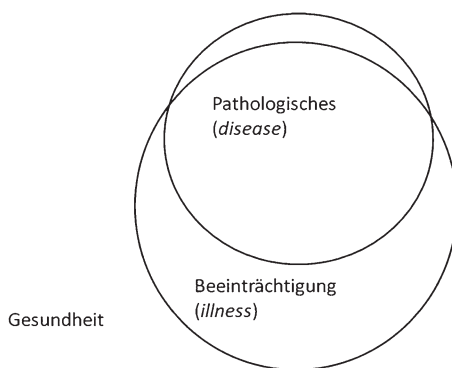 Pathologisches
(disease)
Beeinträchtigung
(illness)
Gesundheit